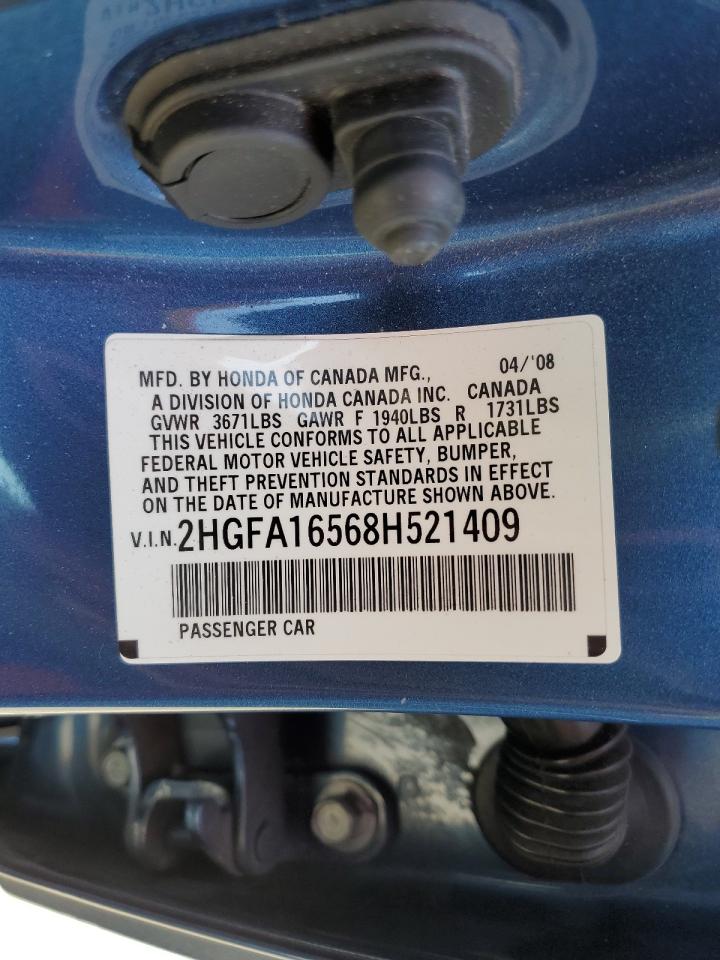 MFD. BY HONDA OF CANADA MFG., 04/'08
A DIVISION OF HONDA CANADA INC. CANADA
GVWR 3671LBS GAWR F 1940LBS R 1731LBS
THIS VEHICLE CONFORMS TO ALL APPLICABLE
FEDERAL MOTOR VEHICLE SAFETY, BUMPER,
AND THEFT PREVENTION STANDARDS IN EFFECT
ON THE DATE OF MANUFACTURE SHOWN ABOVE.
V.I.N. 2HGFA16568H521409
PASSENGER CAR